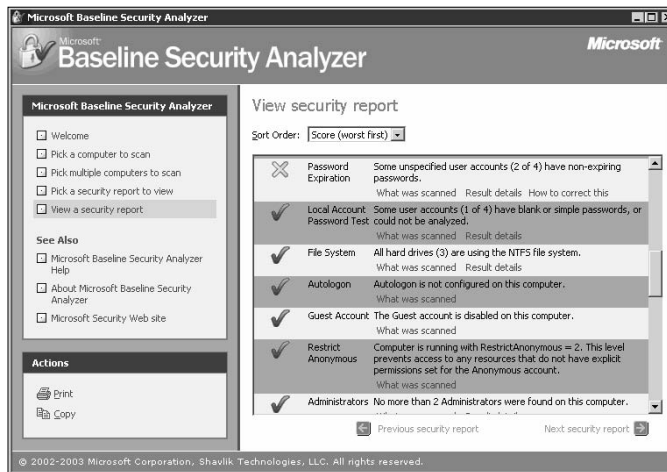 Microsoft Baseline Security Analyzer
Microsoft
Baseline Security Analyzer
Microsoft
Microsoft Baseline Security Analyzer
Welcome
Pick a computer to scan
Pick multiple computers to scan
Pick a security report to view
View a security report
See Also
Microsoft Baseline Security Analyzer
Help
About Microsoft Baseline Security
Analyzer
Microsoft Security Web site
Actions
Print
Copy
View security report
Sort Order: Score (worst first)
Password Expiration
Some unspecified user accounts (2 of 4) have non-expiring
passwords.
What was scanned Result details How to correct this
Local Account Password Test
Some user accounts (1 of 4) have blank or simple passwords, or
could not be analyzed.
What was scanned Result details
File System All hard drives (3) are using the NTFS file system.
What was scanned Result details
Autologon Autologon is not configured on this computer.
What was scanned
Guest Account The Guest account is disabled on this computer.
What was scanned
Restrict Anonymous
Computer is running with RestrictAnonymous = 2. This level
prevents access to any resources that do not have explicit
permissions set for the Anonymous account.
What was scanned
Administrators No more than 2 Administrators were found on this computer.
Previous security report Next security report
© 2002-2003 Microsoft Corporation, Shavlik Technologies, LLC. All rights reserved.